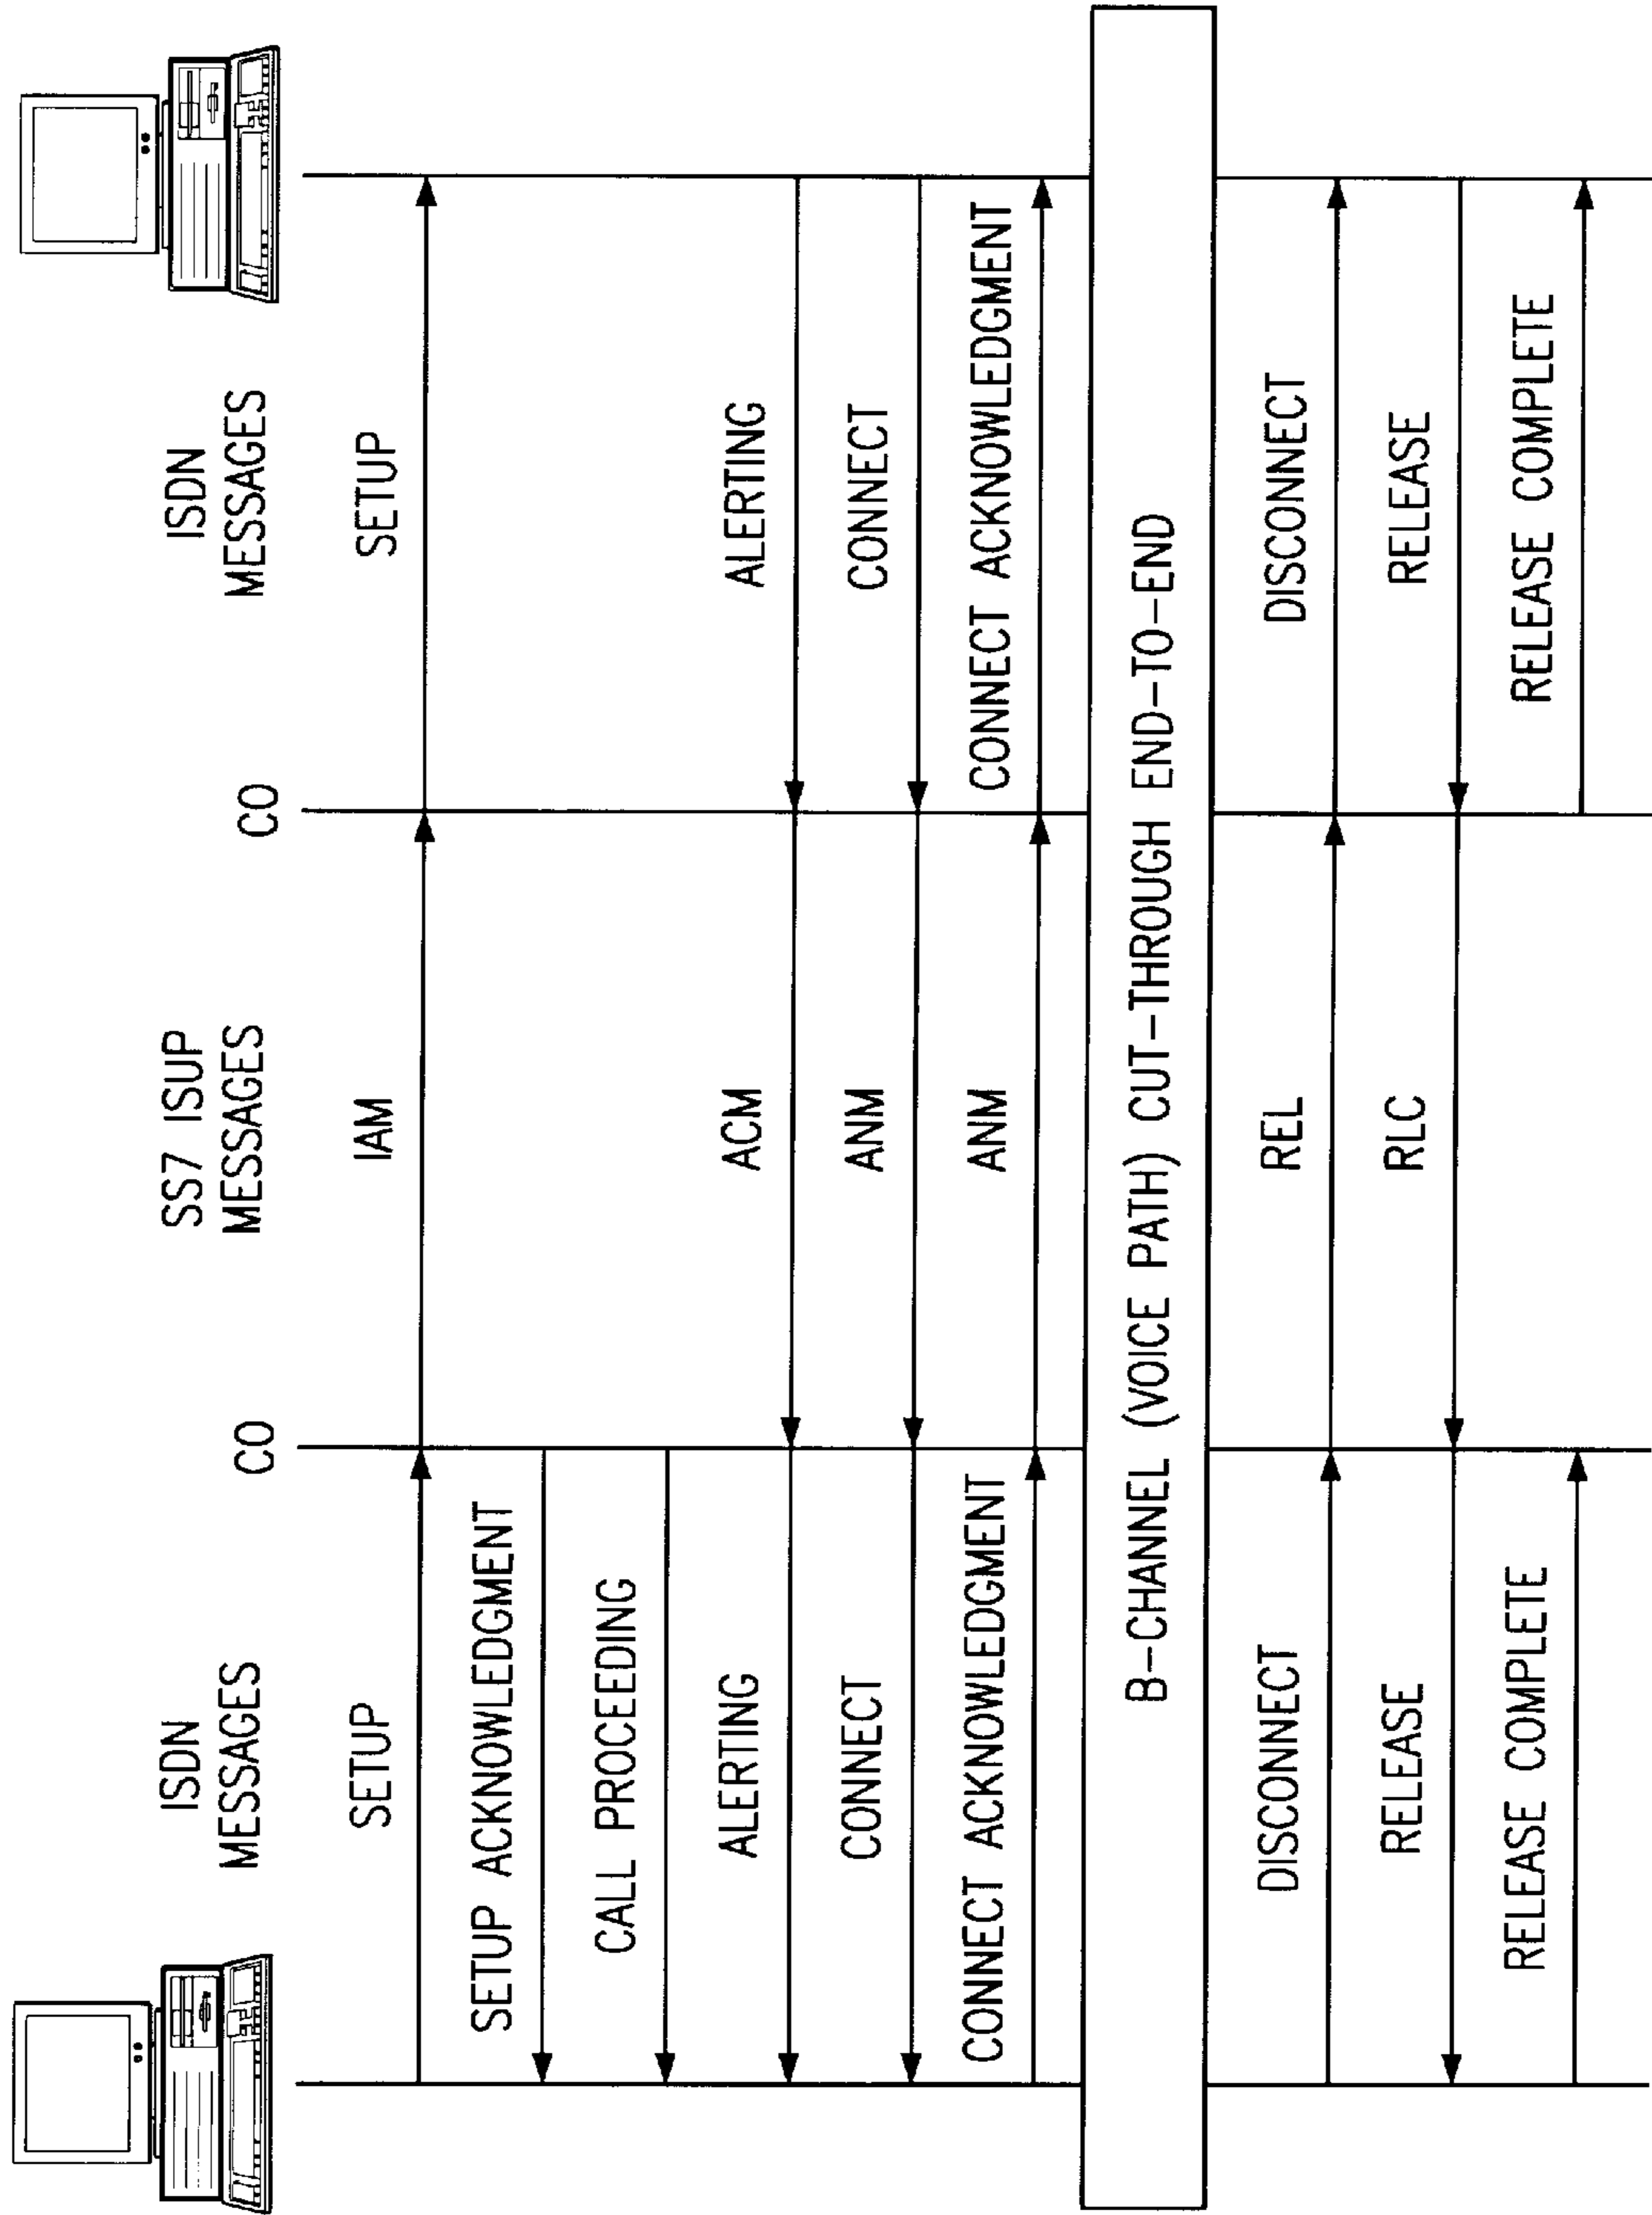 ISDN
MESSAGES
CO
SS7 ISUP
MESSAGES
CO
ISDN
MESSAGES
SETUP
IAM
SETUP
SETUP ACKNOWLEDGMENT
CALL PROCEEDING
ALERTING
ACM
ALERTING
CONNECT
ANM
CONNECT
CONNECT ACKNOWLEDGMENT
ANM
CONNECT ACKNOWLEDGMENT
B-CHANNEL (VOICE PATH) CUT-THROUGH END-TO-END
DISCONNECT
REL
DISCONNECT
RELEASE
RLC
RELEASE
RELEASE COMPLETE
RELEASE COMPLETE